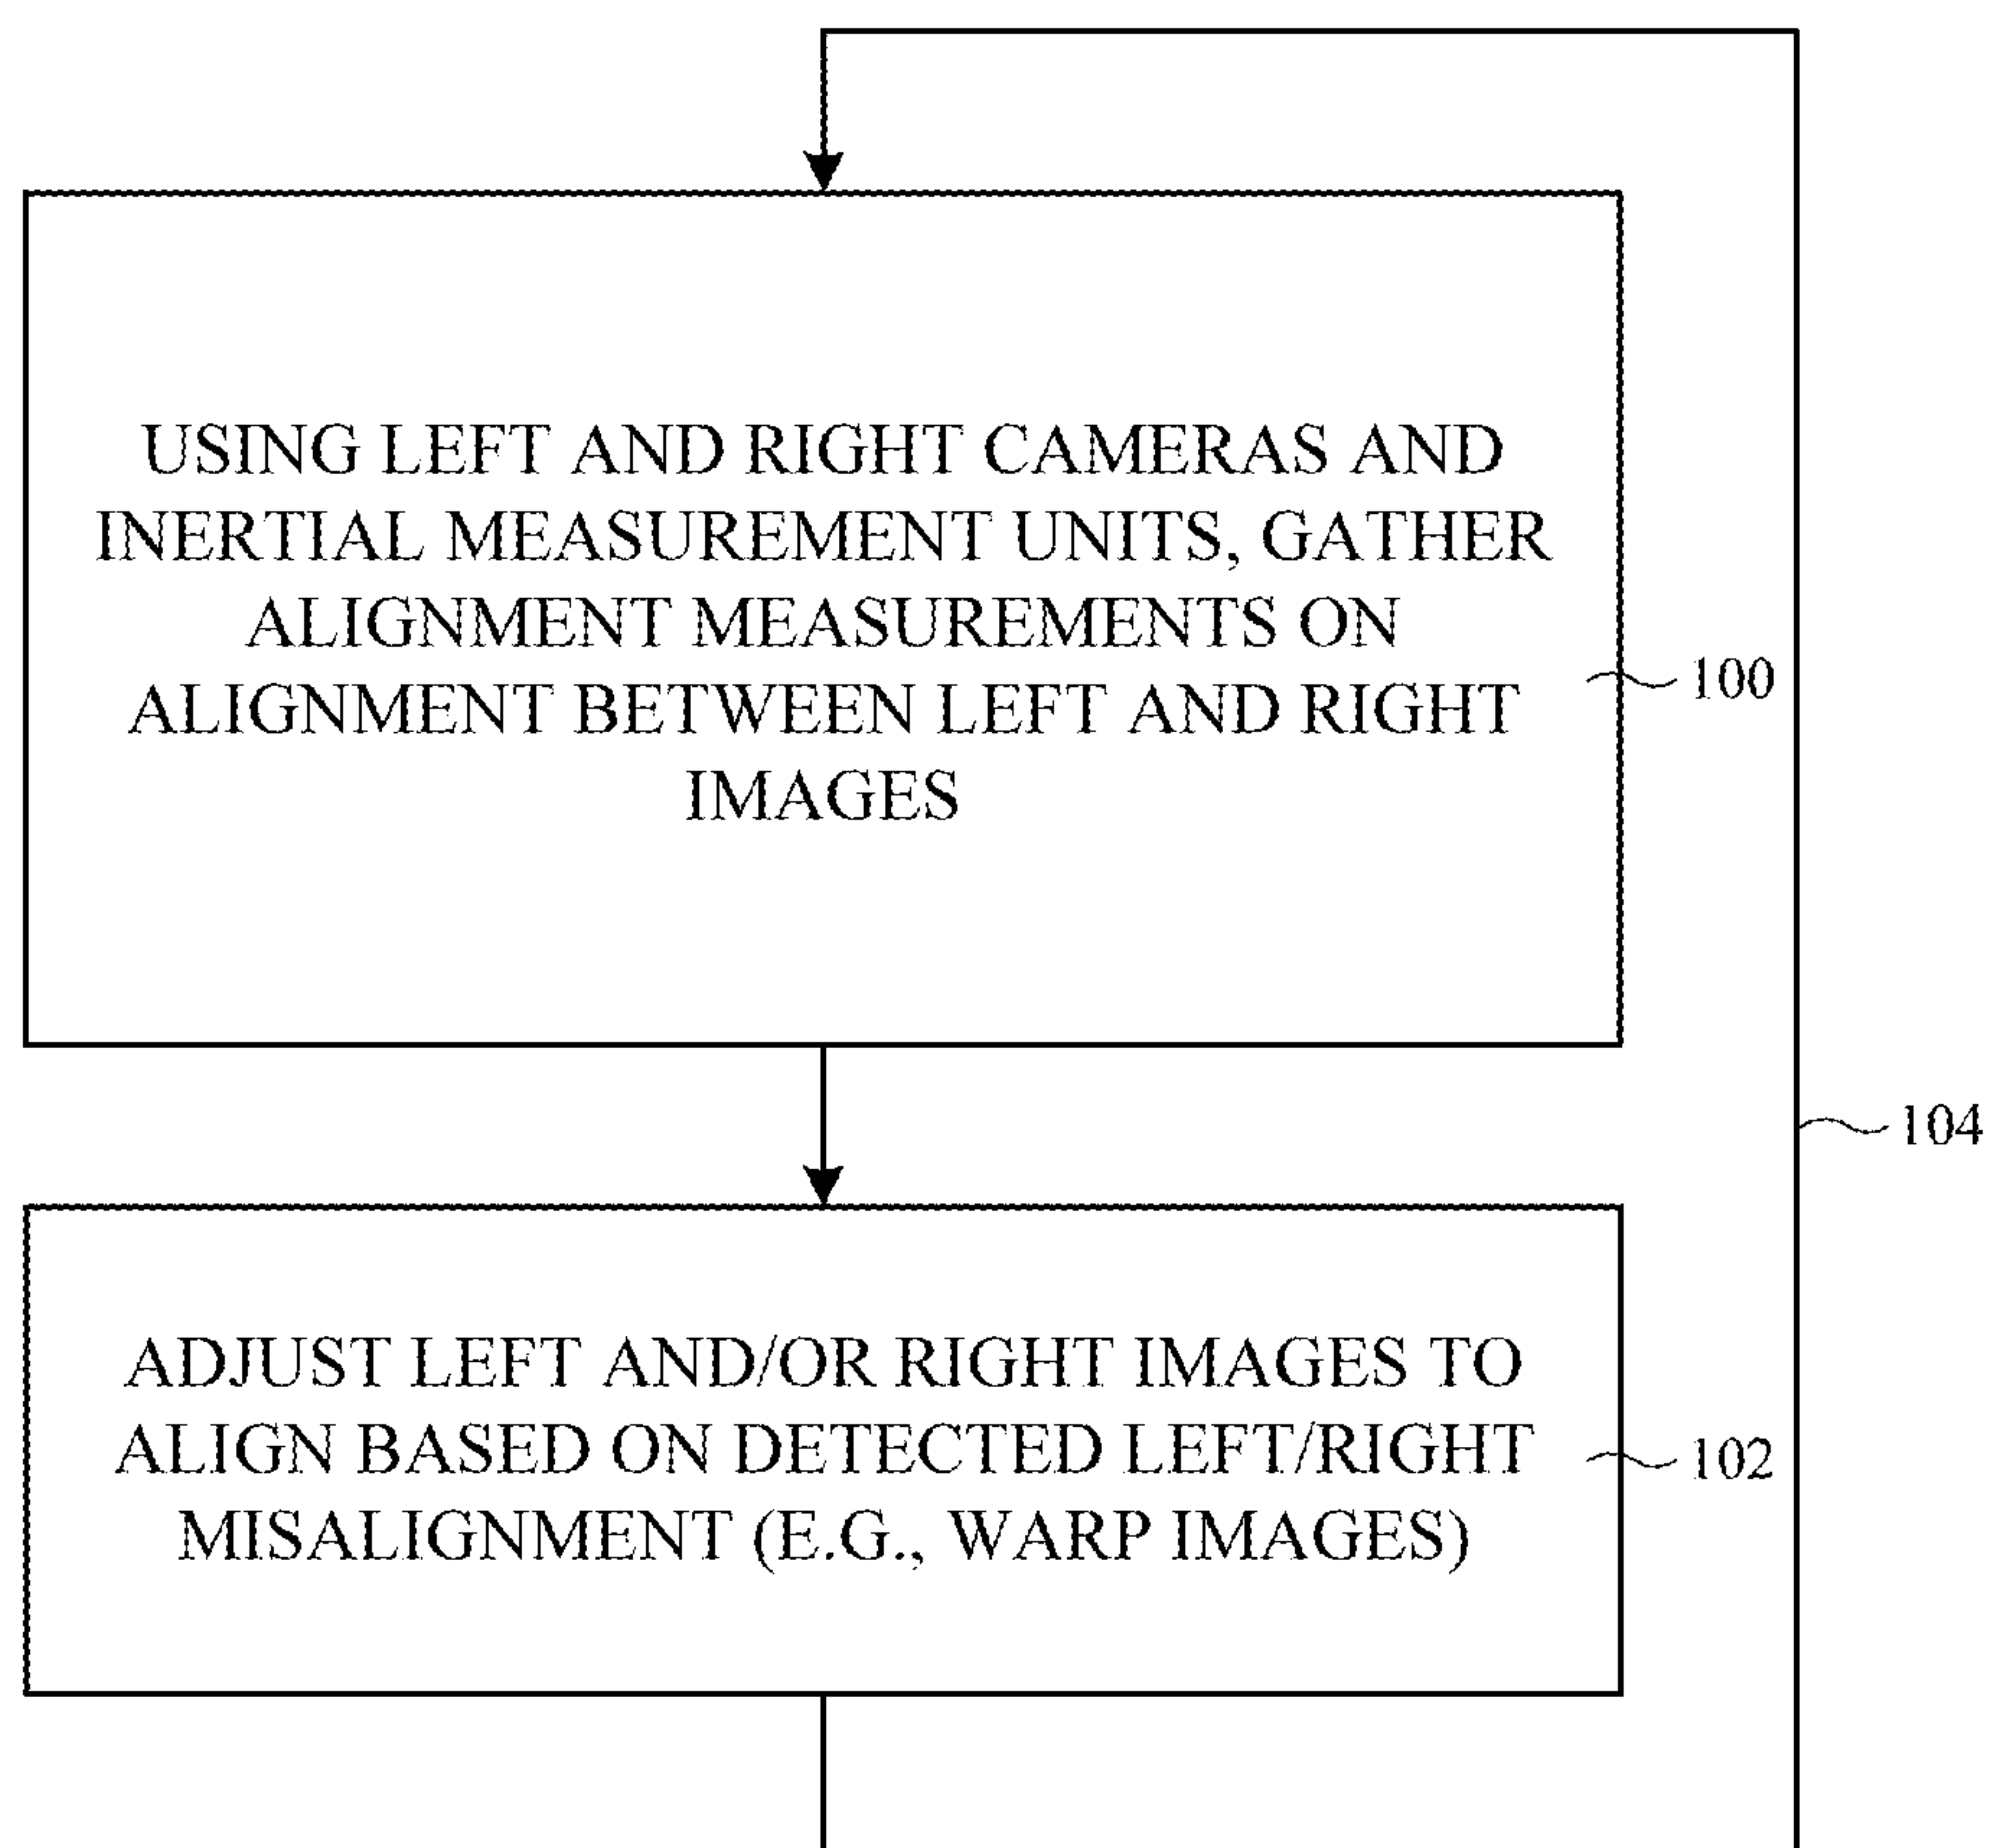 USING LEFT AND RIGHT CAMERAS AND
INERTIAL MEASUREMENT UNITS, GATHER
ALIGNMENT MEASUREMENTS ON
ALIGNMENT BETWEEN LEFT AND RIGHT
IMAGES
100
104
ADJUST LEFT AND/OR RIGHT IMAGES TO
ALIGN BASED ON DETECTED LEFT/RIGHT
MISALIGNMENT (E.G., WARP IMAGES)
102